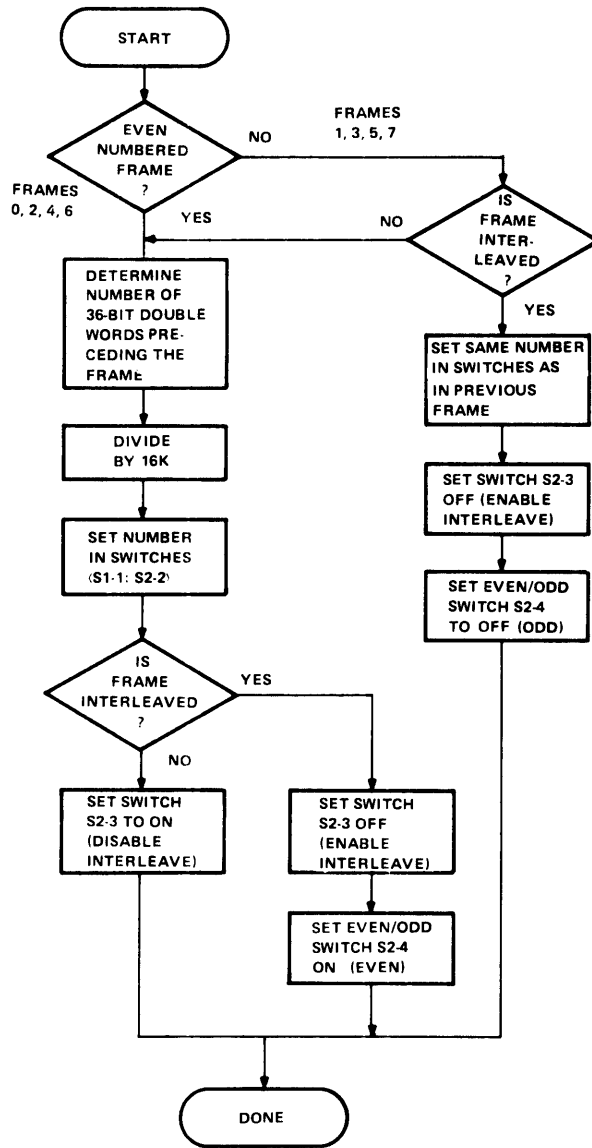 START
EVEN
NUMBERED
FRAME
?
NO
FRAMES
1, 3, 5, 7
FRAMES
0, 2, 4, 6
YES
IS
FRAME
INTER-
LEAVED
?
NO
YES
DETERMINE
NUMBER OF
36-BIT DOUBLE
WORDS PRE-
CEDING THE
FRAME
SET SAME NUMBER
IN SWITCHES AS
IN PREVIOUS
FRAME
DIVIDE
BY 16K
SET SWITCH S2-3
OFF (ENABLE
INTERLEAVE)
SET NUMBER
IN SWITCHES
(S1-1: S2-2)
SET EVEN/ODD
SWITCH S2-4
TO OFF (ODD)
IS
FRAME
INTERLEAVED
?
YES
NO
SET SWITCH
S2-3 TO ON
(DISABLE
INTERLEAVE)
SET SWITCH
S2-3 OFF
(ENABLE
INTERLEAVE)
SET EVEN/ODD
SWITCH S2-4
ON (EVEN)
DONE